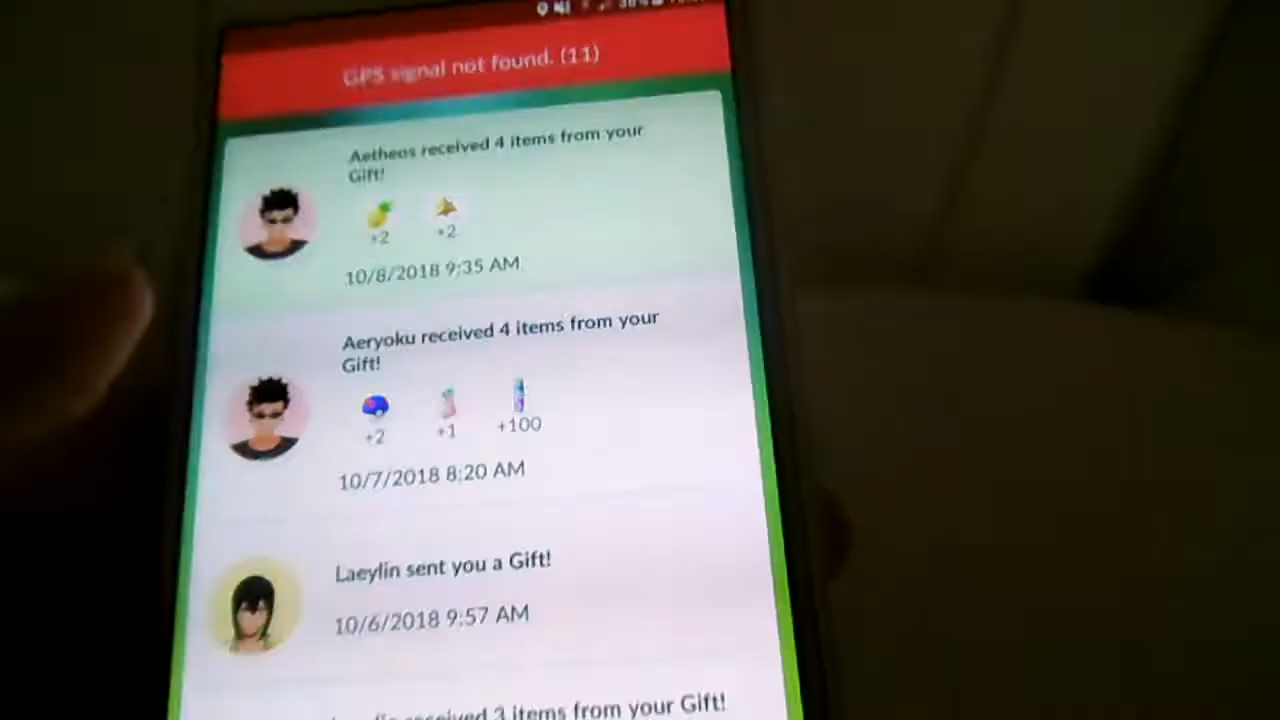 GPS signal not found. (11)
Aetheos received 4 items from your
Gift!
+2 +2
10/8/2018 9:35 AM
Aeryoku received 4 items from your
Gift!
+2 +1 +100
10/7/2018 8:20 AM
Laeylin sent you a Gift!
10/6/2018 9:57 AM
received 3 items from your Gift!